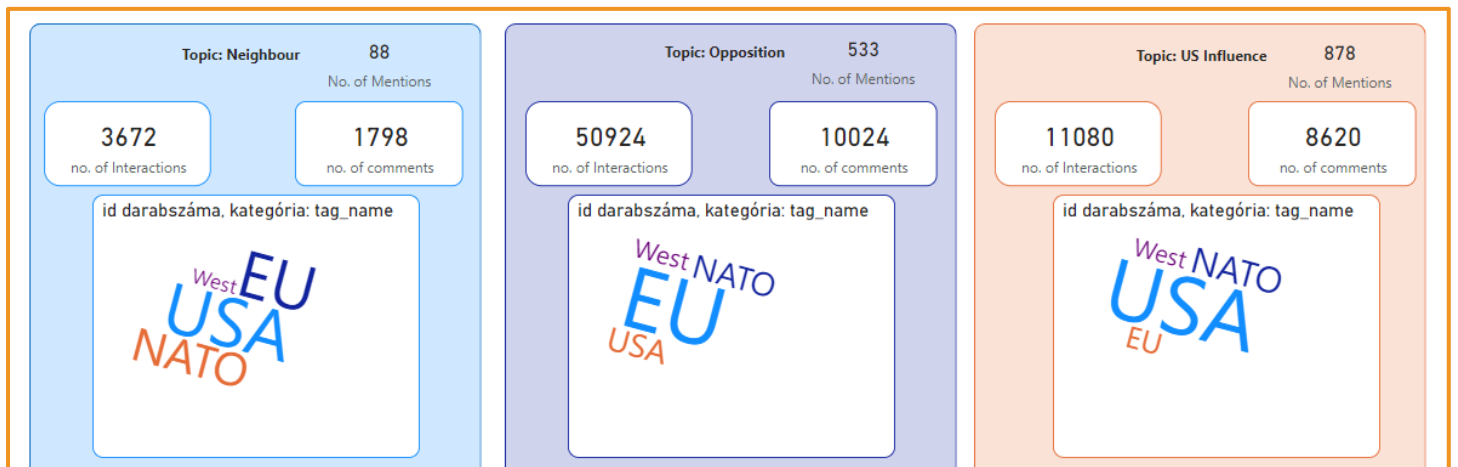 Topic: Neighbour 88
No. of Mentions
3672
no. of Interactions
1798
no. of comments
id darabszáma, kategória: tag_name
West EU
USA
NATO
Topic: Opposition 533
No. of Mentions
50924
no. of Interactions
10024
no. of comments
id darabszáma, kategória: tag_name
West NATO
EU
USA
Topic: US Influence 878
No. of Mentions
11080
no. of Interactions
8620
no. of comments
id darabszáma, kategória: tag_name
West NATO
USA
EU